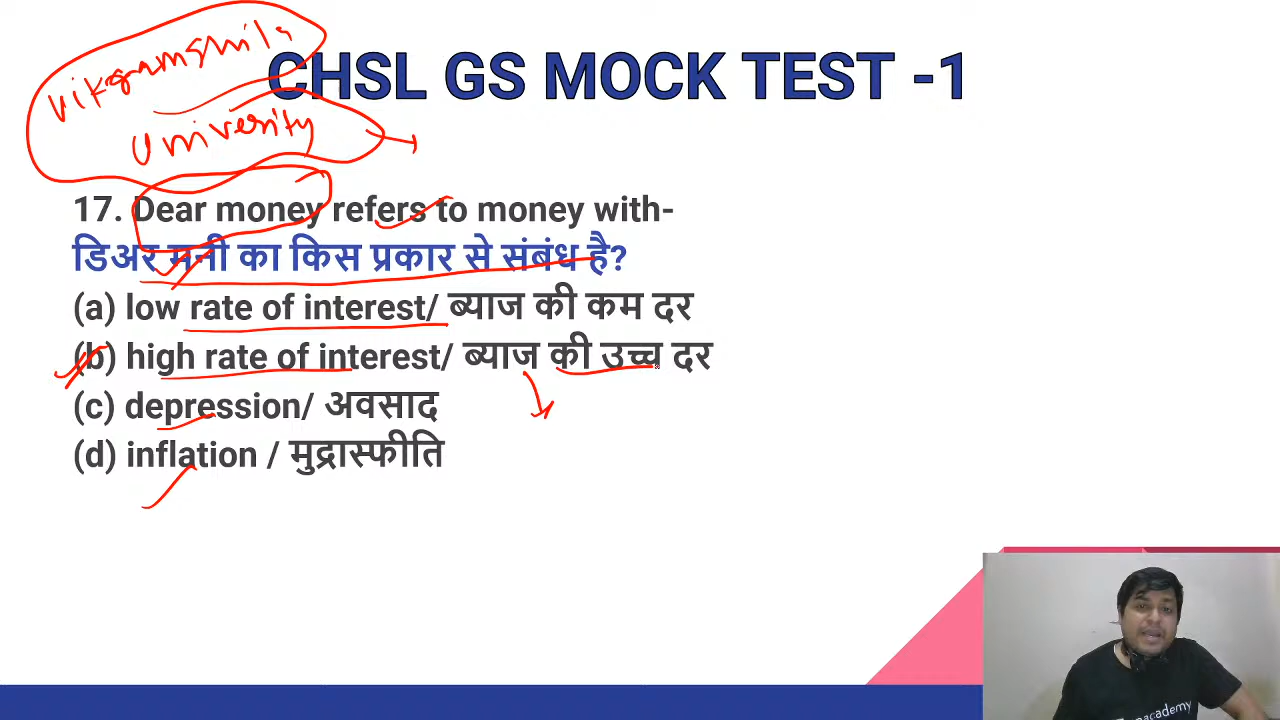 vikramshila
University
CHSL GS MOCK TEST -1
17. Dear money refers to money with-
डिअर मनी का किस प्रकार से संबंध है?
(a) low rate of interest/ ब्याज की कम दर
(b) high rate of interest/ ब्याज की उच्च दर
(c) depression/ अवसाद
(d) inflation / मुद्रास्फीति